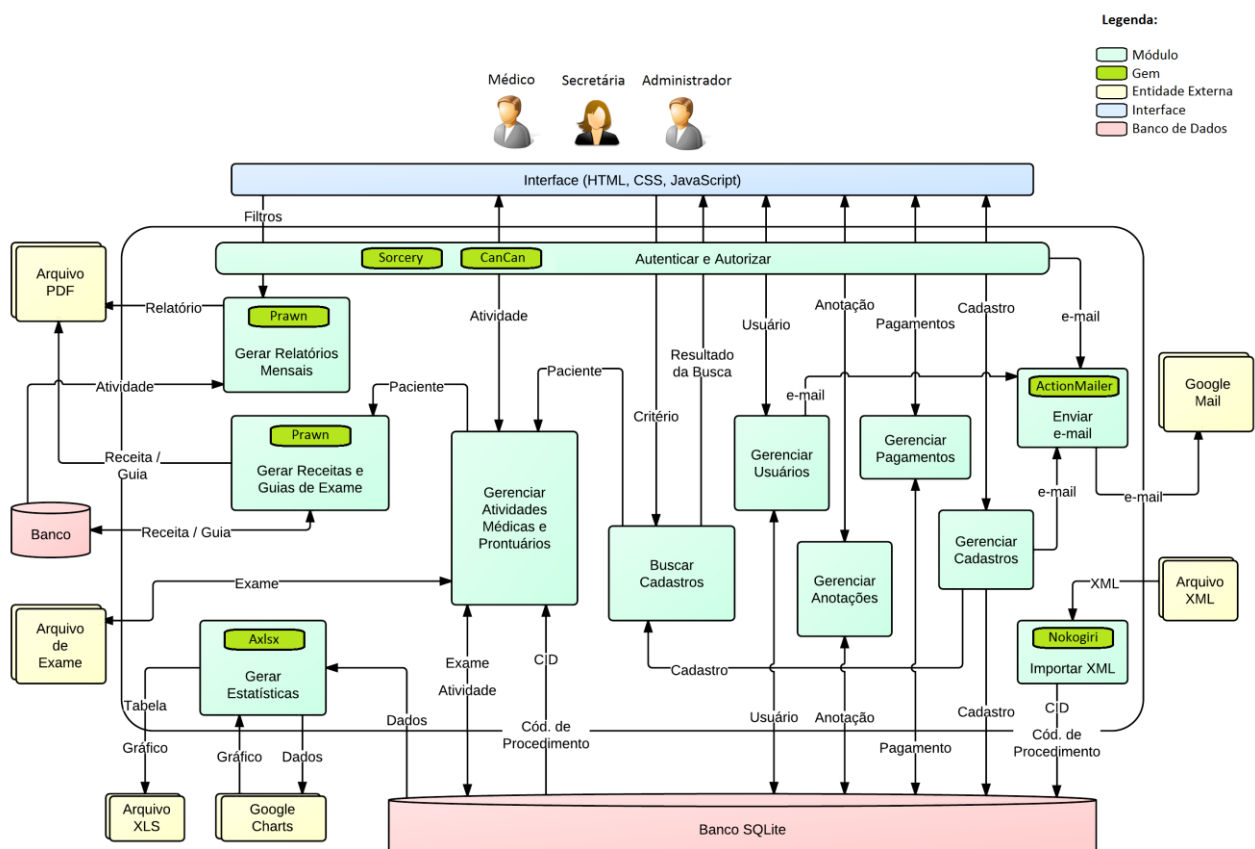 Legenda:
Módulo
Gem
Entidade Externa
Interface
Banco de Dados
Médico
Secretária
Administrador
Interface (HTML, CSS, JavaScript)
Filtros
Sorcery
CanCan
Autenticar e Autorizar
Arquivo
PDF
Relatório
Prawn
Gerar Relatórios
Mensais
Atividade
Atividade
Usuário
Anotação
Pagamentos
Cadastro
e-mail
Resultado
da Busca
Paciente
Paciente
Critério
e-mail
ActionMailer
Enviar
e-mail
Google
Mail
Prawn
Gerar Receitas e
Guias de Exame
Receita /
Guia
Gerenciar
Atividades
Médicas e
Prontuários
Gerenciar
Usuários
Gerenciar
Pagamentos
e-mail
e-mail
Banco
Receita / Guia
Buscar
Cadastros
Gerenciar
Anotações
Gerenciar
Cadastros
Exame
XML
Arquivo
XML
Arquivo
de
Exame
Axlsx
Gerar
Estatísticas
Exame
Atividade
CID
Cadastro
Nokogiri
Importar XML
Tabela
Dados
Cód. de
Procedimento
Usuário
Anotação
Cadastro
CID
Cód. de
Procedimento
Gráfico
Gráfico
Dados
Pagamento
Arquivo
XLS
Google
Charts
Banco SQLite